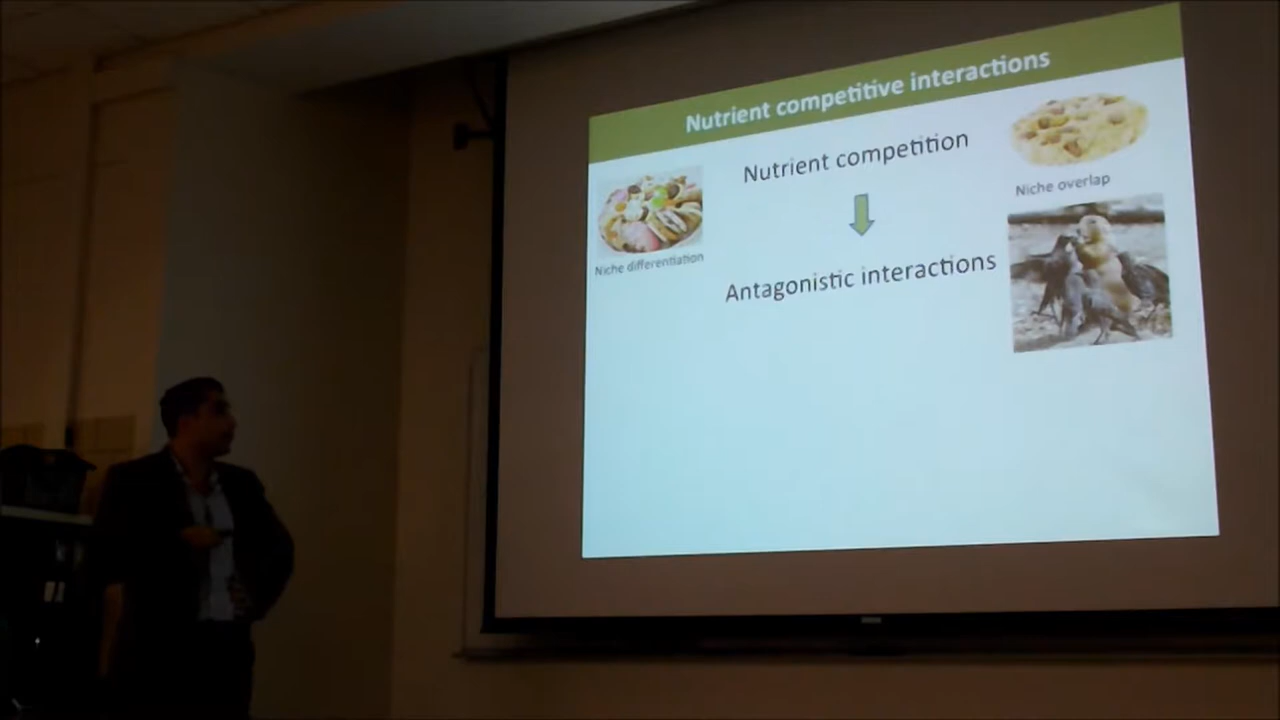 Nutrient competitive interactions
Nutrient competition
Niche overlap
Niche differentiation
Antagonistic interactions